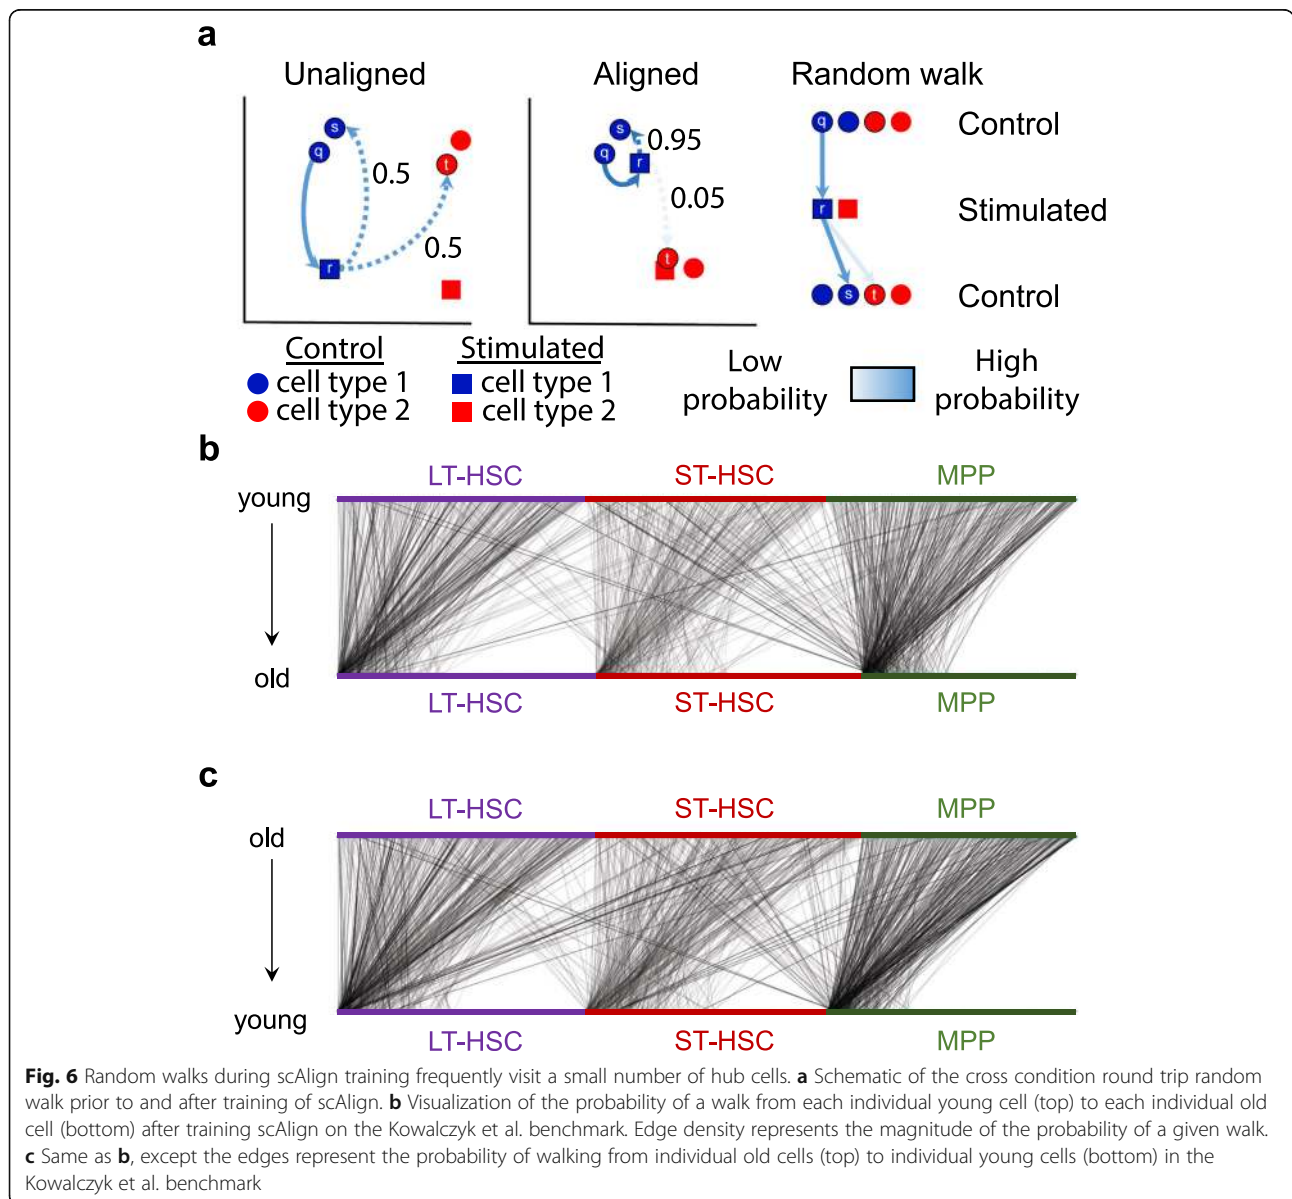 a
Unaligned
Aligned
Random walk
s
q
t
0.5
0.5
r
s
q
r
0.95
0.05
t
q
Control
r
Stimulated
s
t
Control
Control
Stimulated
cell type 1
cell type 1
cell type 2
cell type 2
Low probability
High probability
b
LT-HSC
ST-HSC
MPP
young
old
LT-HSC
ST-HSC
MPP
c
LT-HSC
ST-HSC
MPP
old
young
LT-HSC
ST-HSC
MPP
Fig. 6 Random walks during scAlign training frequently visit a small number of hub cells. a Schematic of the cross condition round trip random
walk prior to and after training of scAlign. b Visualization of the probability of a walk from each individual young cell (top) to each individual old
cell (bottom) after training scAlign on the Kowalczyk et al. benchmark. Edge density represents the magnitude of the probability of a given walk.
c Same as b, except the edges represent the probability of walking from individual old cells (top) to individual young cells (bottom) in the
Kowalczyk et al. benchmark